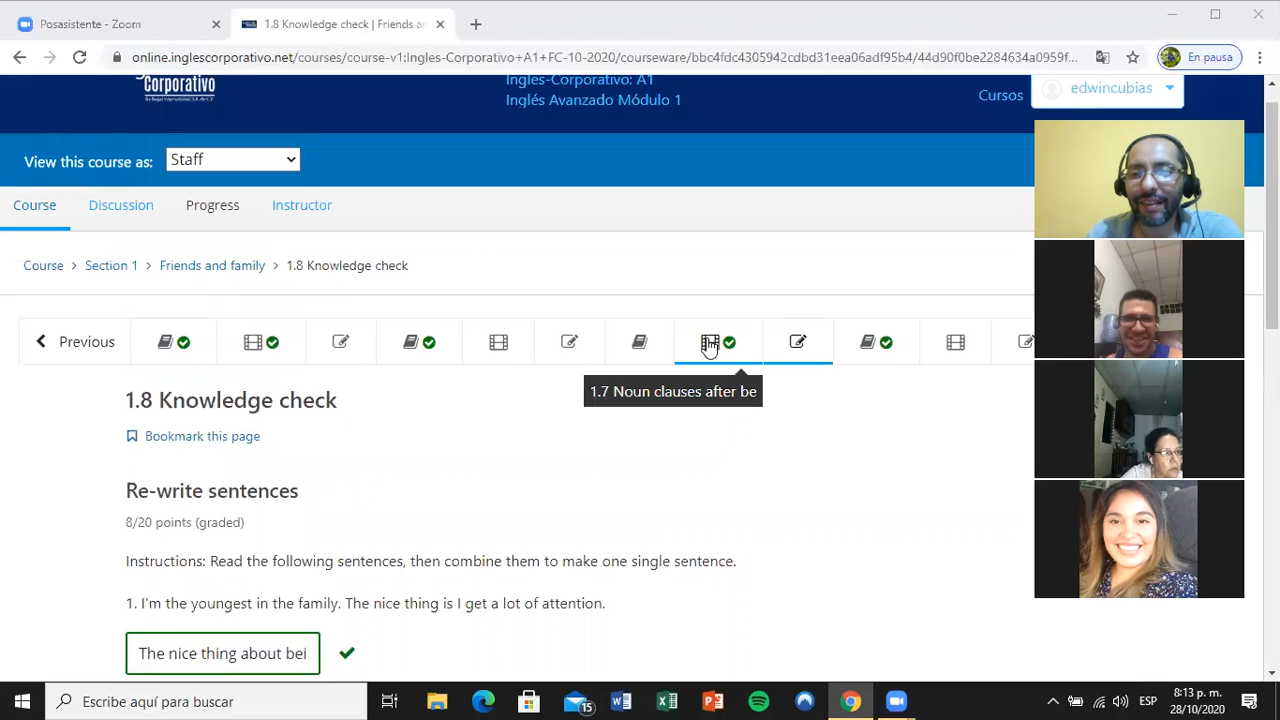 Posasistente - Zoom
1.8 Knowledge check | Friends an
online.inglescorporativo.net/courses/course-v1:Ingles-Corporativo+A1+FC-10-2020/courseware/bbc4fdc4305942cdbd31eea06adf95b4/44d90f0be2284634a0959f...
En pausa
Corporativo
Ingles-Corporativo: A1
Inglés Avanzado Módulo 1
Cursos
edwincubias
View this course as:
Staff
Course
Discussion
Progress
Instructor
Course > Section 1 > Friends and family > 1.8 Knowledge check
Previous
1.7 Noun clauses after be
1.8 Knowledge check
Bookmark this page
Re-write sentences
8/20 points (graded)
Instructions: Read the following sentences, then combine them to make one single sentence.
1. I'm the youngest in the family. The nice thing is I get a lot of attention.
The nice thing about bei
Escribe aquí para buscar
15
ESP
8:13 p. m.
28/10/2020